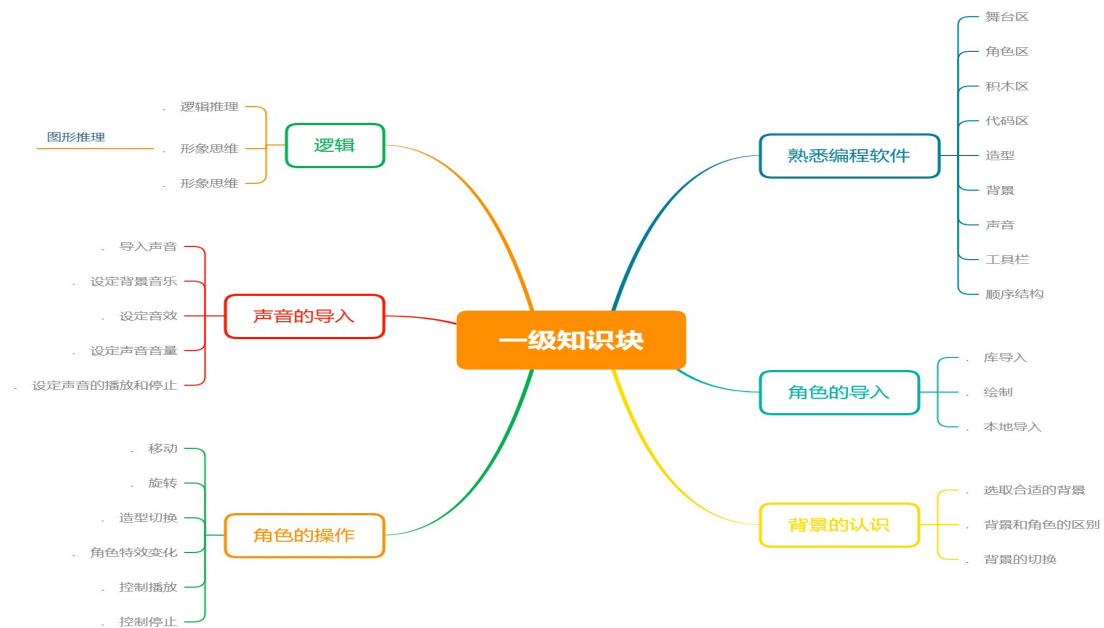 一级知识块
熟悉编程软件
舞台区
角色区
积木区
代码区
造型
背景
声音
工具栏
顺序结构
角色的导入
. 库导入
. 绘制
. 本地导入
背景的认识
. 选取合适的背景
. 背景和角色的区别
. 背景的切换
逻辑
. 逻辑推理
. 形象思维
图形推理
. 形象思维
声音的导入
. 导入声音
. 设定背景音乐
. 设定音效
. 设定声音音量
. 设定声音的播放和停止
角色的操作
. 移动
. 旋转
. 造型切换
. 角色特效变化
. 控制播放
. 控制停止